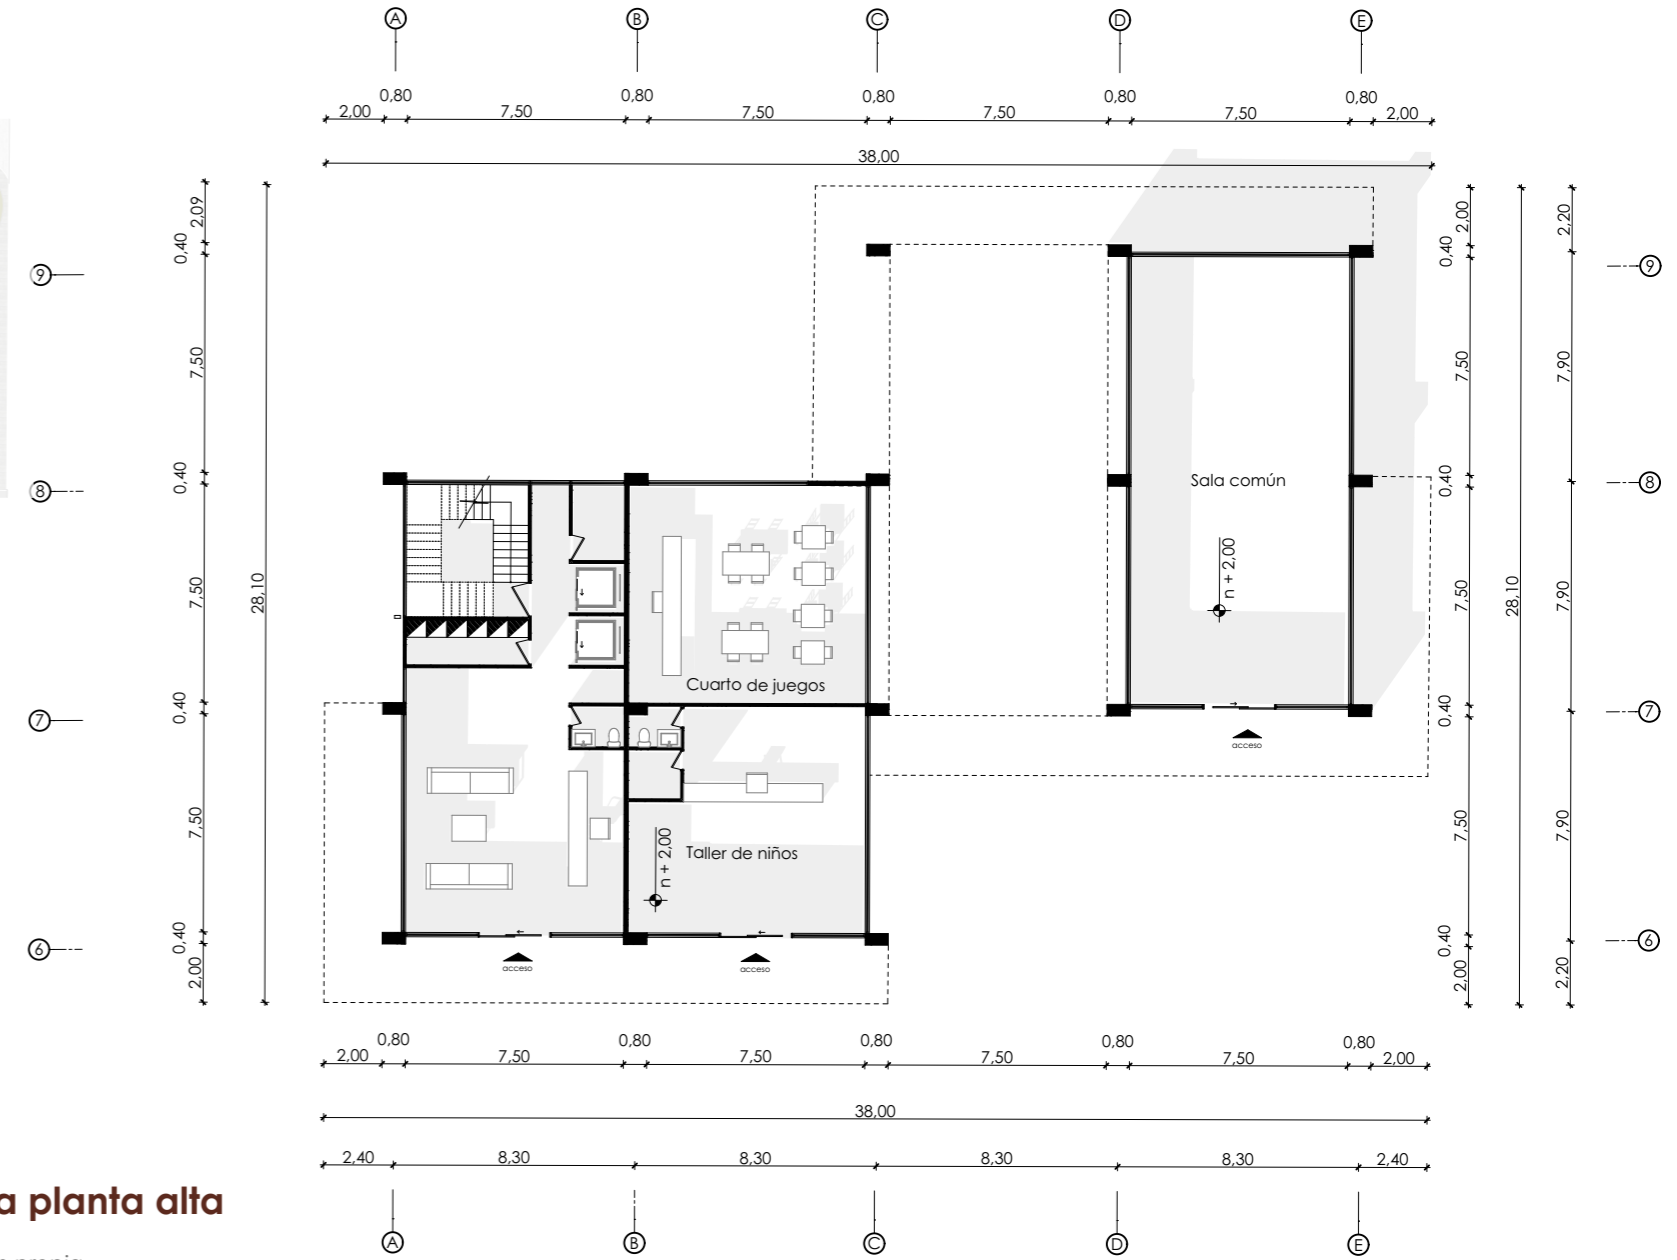 A B C D E
0,80 0,80 0,80 0,80 0,80
2,00 7,50 7,50 7,50 7,50 2,00
38,00
2,09
0,40
7,50
0,40
7,50
0,40
7,50
0,40
2,00
28,10
9
8
7
6
Sala común
n + 2,00
acceso
Cuarto de juegos
Taller de niños
n + 2,00
acceso
acceso
2,00
0,40
7,50
0,40
7,50
0,40
7,50
0,40
2,00
28,10
2,20
7,90
7,90
7,90
2,20
9
8
7
6
0,80 0,80 0,80 0,80 0,80
2,00 7,50 7,50 7,50 7,50 2,00
38,00
2,40 8,30 8,30 8,30 8,30 2,40
A B C D E
a planta alta